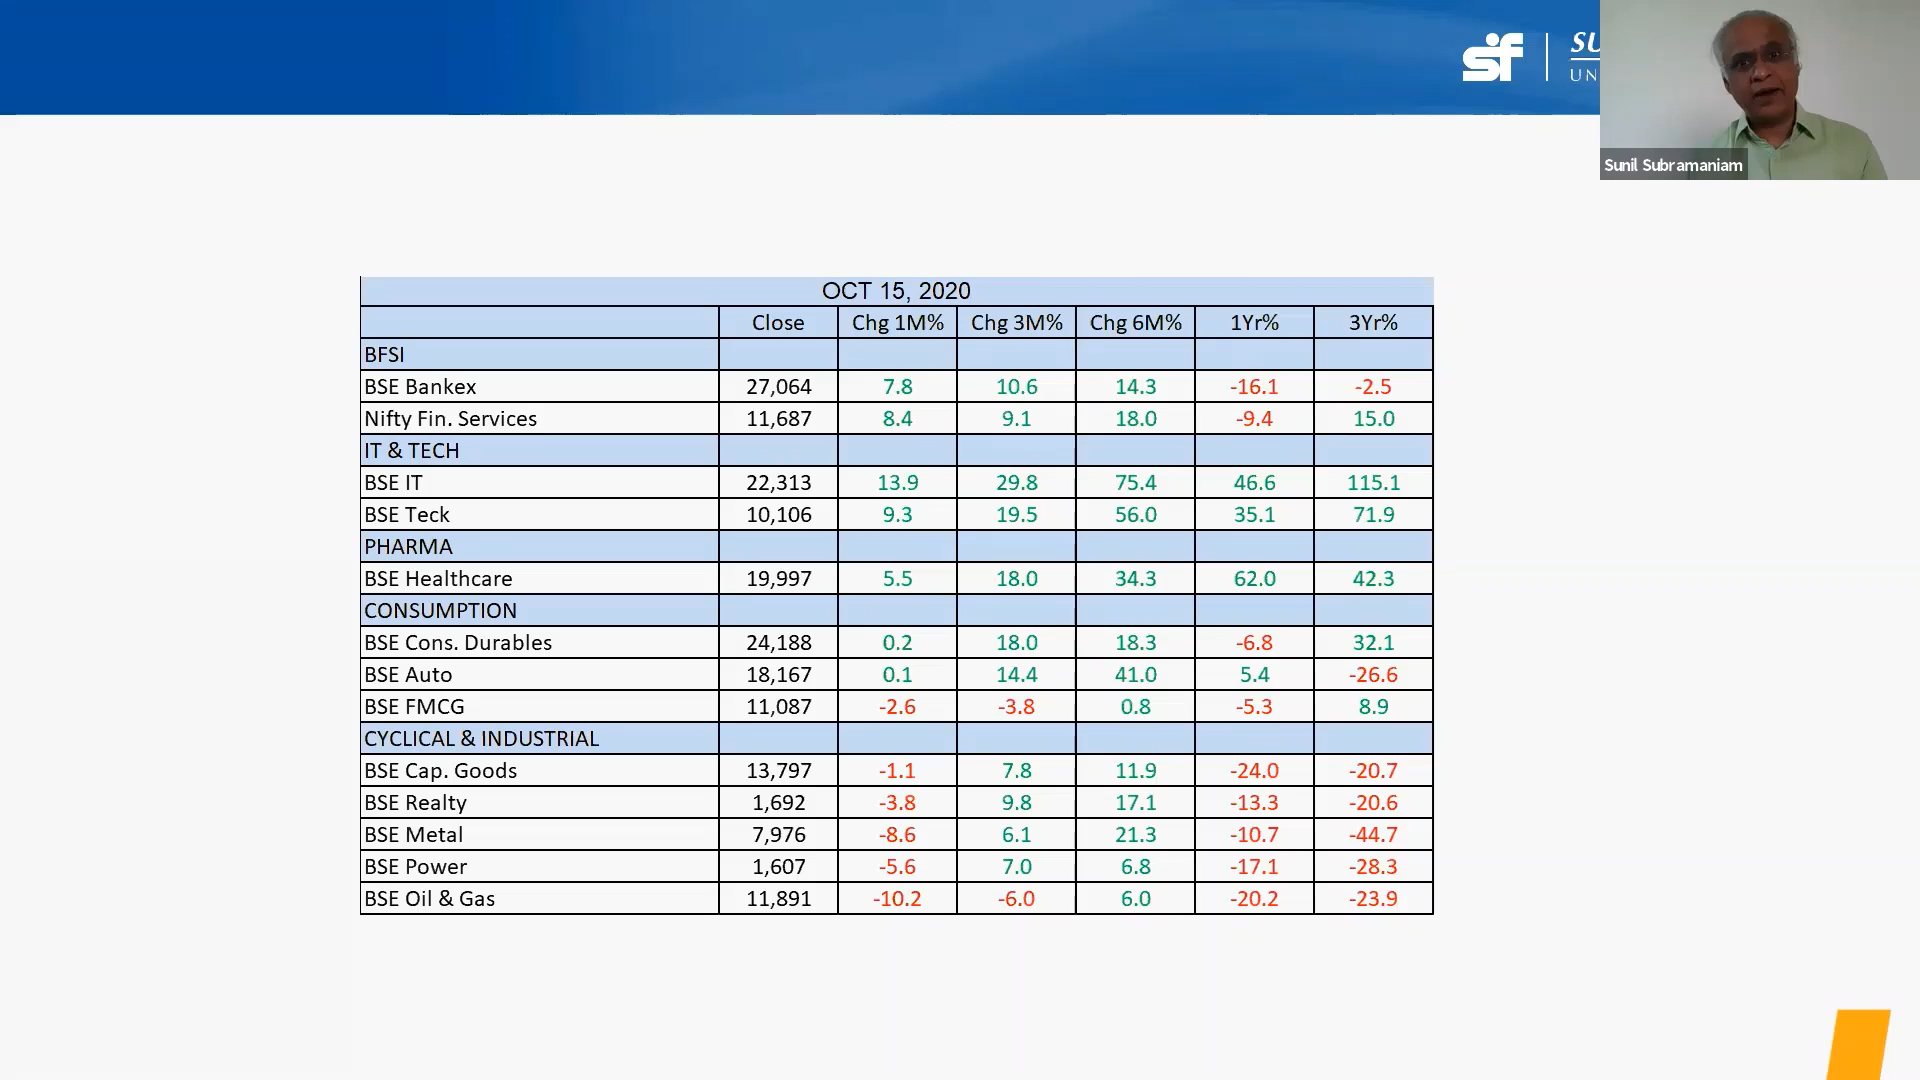 sf SU
UN
Sunil Subramaniam
OCT 15, 2020
Close Chg 1M% Chg 3M% Chg 6M% 1Yr% 3Yr%
BFSI
BSE Bankex 27,064 7.8 10.6 14.3 -16.1 -2.5
Nifty Fin. Services 11,687 8.4 9.1 18.0 -9.4 15.0
IT & TECH
BSE IT 22,313 13.9 29.8 75.4 46.6 115.1
BSE Teck 10,106 9.3 19.5 56.0 35.1 71.9
PHARMA
BSE Healthcare 19,997 5.5 18.0 34.3 62.0 42.3
CONSUMPTION
BSE Cons. Durables 24,188 0.2 18.0 18.3 -6.8 32.1
BSE Auto 18,167 0.1 14.4 41.0 5.4 -26.6
BSE FMCG 11,087 -2.6 -3.8 0.8 -5.3 8.9
CYCLICAL & INDUSTRIAL
BSE Cap. Goods 13,797 -1.1 7.8 11.9 -24.0 -20.7
BSE Realty 1,692 -3.8 9.8 17.1 -13.3 -20.6
BSE Metal 7,976 -8.6 6.1 21.3 -10.7 -44.7
BSE Power 1,607 -5.6 7.0 6.8 -17.1 -28.3
BSE Oil & Gas 11,891 -10.2 -6.0 6.0 -20.2 -23.9